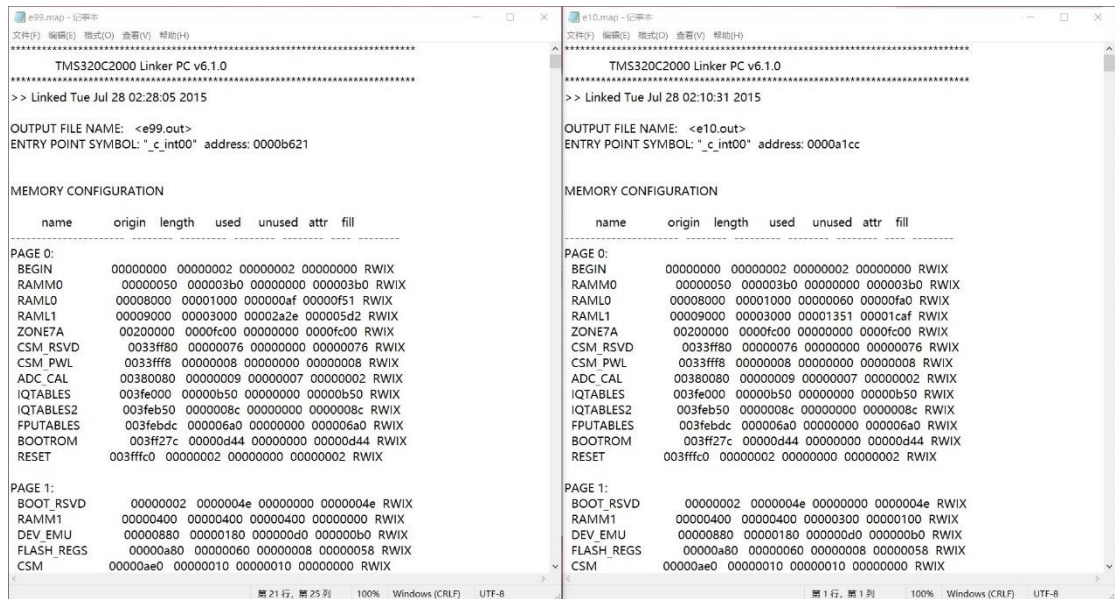 e99.map - 记事本
文件(F) 编辑(E) 格式(O) 查看(V) 帮助(H)
******************************************************************************
TMS320C2000 Linker PC v6.1.0
******************************************************************************
>> Linked Tue Jul 28 02:28:05 2015
OUTPUT FILE NAME: <e99.out>
ENTRY POINT SYMBOL: "_c_int00" address: 0000b621
MEMORY CONFIGURATION
name origin length used unused attr fill
---------------------- -------- --------- -------- -------- ---- --------
PAGE 0:
BEGIN 00000000 00000002 00000002 00000000 RWIX
RAMM0 00000050 000003b0 00000000 000003b0 RWIX
RAML0 00008000 00001000 000000af 00000f51 RWIX
RAML1 00009000 00003000 00002a2e 000005d2 RWIX
ZONE7A 00200000 0000fc00 00000000 0000fc00 RWIX
CSM_RSVD 0033ff80 00000076 00000000 00000076 RWIX
CSM_PWL 0033fff8 00000008 00000000 00000008 RWIX
ADC_CAL 00380080 00000009 00000007 00000002 RWIX
IQTABLES 003fe000 00000b50 00000000 00000b50 RWIX
IQTABLES2 003feb50 0000008c 00000000 0000008c RWIX
FPUTABLES 003febdc 000006a0 00000000 000006a0 RWIX
BOOTROM 003ff27c 00000d44 00000000 00000d44 RWIX
RESET 003fffc0 00000002 00000000 00000002 RWIX
PAGE 1:
BOOT_RSVD 00000002 0000004e 00000000 0000004e RWIX
RAMM1 00000400 00000400 00000400 00000000 RWIX
DEV_EMU 00000880 00000180 000000d0 000000b0 RWIX
FLASH_REGS 00000a80 00000060 00000008 00000058 RWIX
CSM 00000ae0 00000010 00000010 00000000 RWIX
第 21 行，第 25 列 100% Windows (CRLF) UTF-8
e10.map - 记事本
文件(F) 编辑(E) 格式(O) 查看(V) 帮助(H)
******************************************************************************
TMS320C2000 Linker PC v6.1.0
******************************************************************************
>> Linked Tue Jul 28 02:10:31 2015
OUTPUT FILE NAME: <e10.out>
ENTRY POINT SYMBOL: "_c_int00" address: 0000a1cc
MEMORY CONFIGURATION
name origin length used unused attr fill
---------------------- -------- --------- -------- -------- ---- --------
PAGE 0:
BEGIN 00000000 00000002 00000002 00000000 RWIX
RAMM0 00000050 000003b0 00000000 000003b0 RWIX
RAML0 00008000 00001000 00000060 00000fa0 RWIX
RAML1 00009000 00003000 00001351 00001caf RWIX
ZONE7A 00200000 0000fc00 00000000 0000fc00 RWIX
CSM_RSVD 0033ff80 00000076 00000000 00000076 RWIX
CSM_PWL 0033fff8 00000008 00000000 00000008 RWIX
ADC_CAL 00380080 00000009 00000007 00000002 RWIX
IQTABLES 003fe000 00000b50 00000000 00000b50 RWIX
IQTABLES2 003feb50 0000008c 00000000 0000008c RWIX
FPUTABLES 003febdc 000006a0 00000000 000006a0 RWIX
BOOTROM 003ff27c 00000d44 00000000 00000d44 RWIX
RESET 003fffc0 00000002 00000000 00000002 RWIX
PAGE 1:
BOOT_RSVD 00000002 0000004e 00000000 0000004e RWIX
RAMM1 00000400 00000400 00000300 00000100 RWIX
DEV_EMU 00000880 00000180 000000d0 000000b0 RWIX
FLASH_REGS 00000a80 00000060 00000008 00000058 RWIX
CSM 00000ae0 00000010 00000010 00000000 RWIX
第 1 行，第 1 列 100% Windows (CRLF) UTF-8